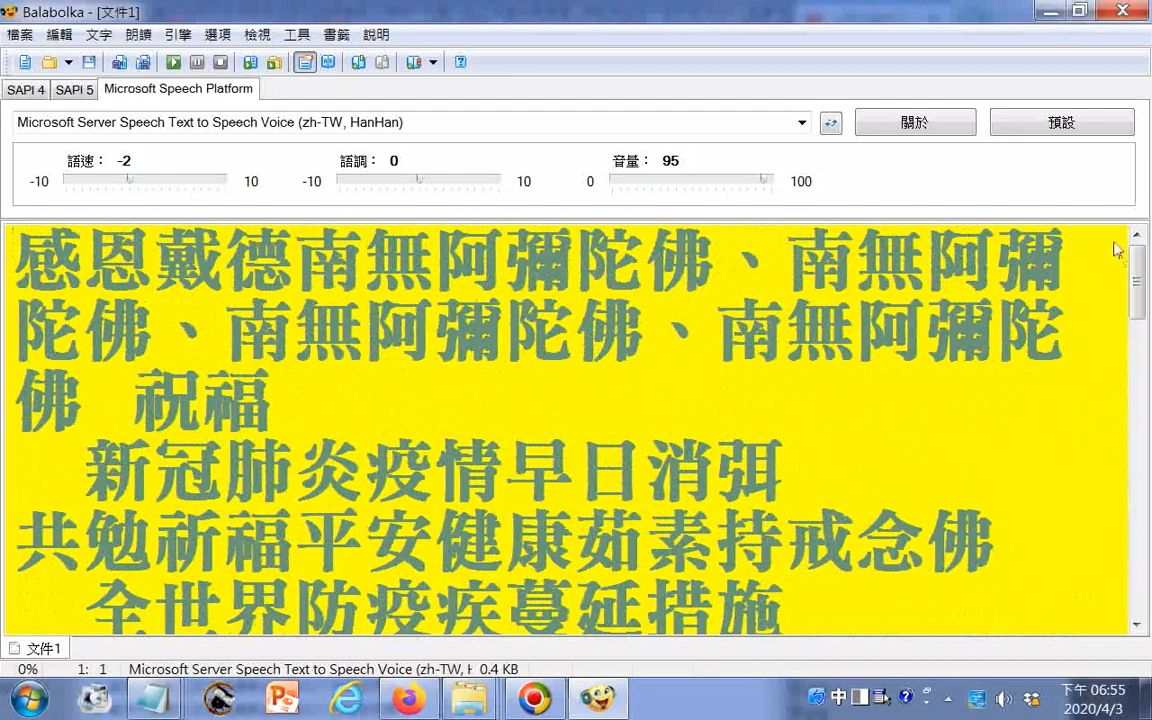 Balabolka - [文件1]
檔案 編輯 文字 朗讀 引擎 選項 檢視 工具 書籤 說明
SAPI 4 SAPI 5 Microsoft Speech Platform
Microsoft Server Speech Text to Speech Voice (zh-TW, HanHan) 關於 預設
語速： -2 語調： 0 音量： 95
-10 10 -10 10 0 100
感恩戴德南無阿彌陀佛、南無阿彌
陀佛、南無阿彌陀佛、南無阿彌陀
佛 祝福
新冠肺炎疫情早日消弭
共勉祈福平安健康茹素持戒念佛
全世界防疫疾蔓延措施
文件1
0% 1: 1 Microsoft Server Speech Text to Speech Voice (zh-TW, H 0.4 KB
中 下午 06:55
2020/4/3